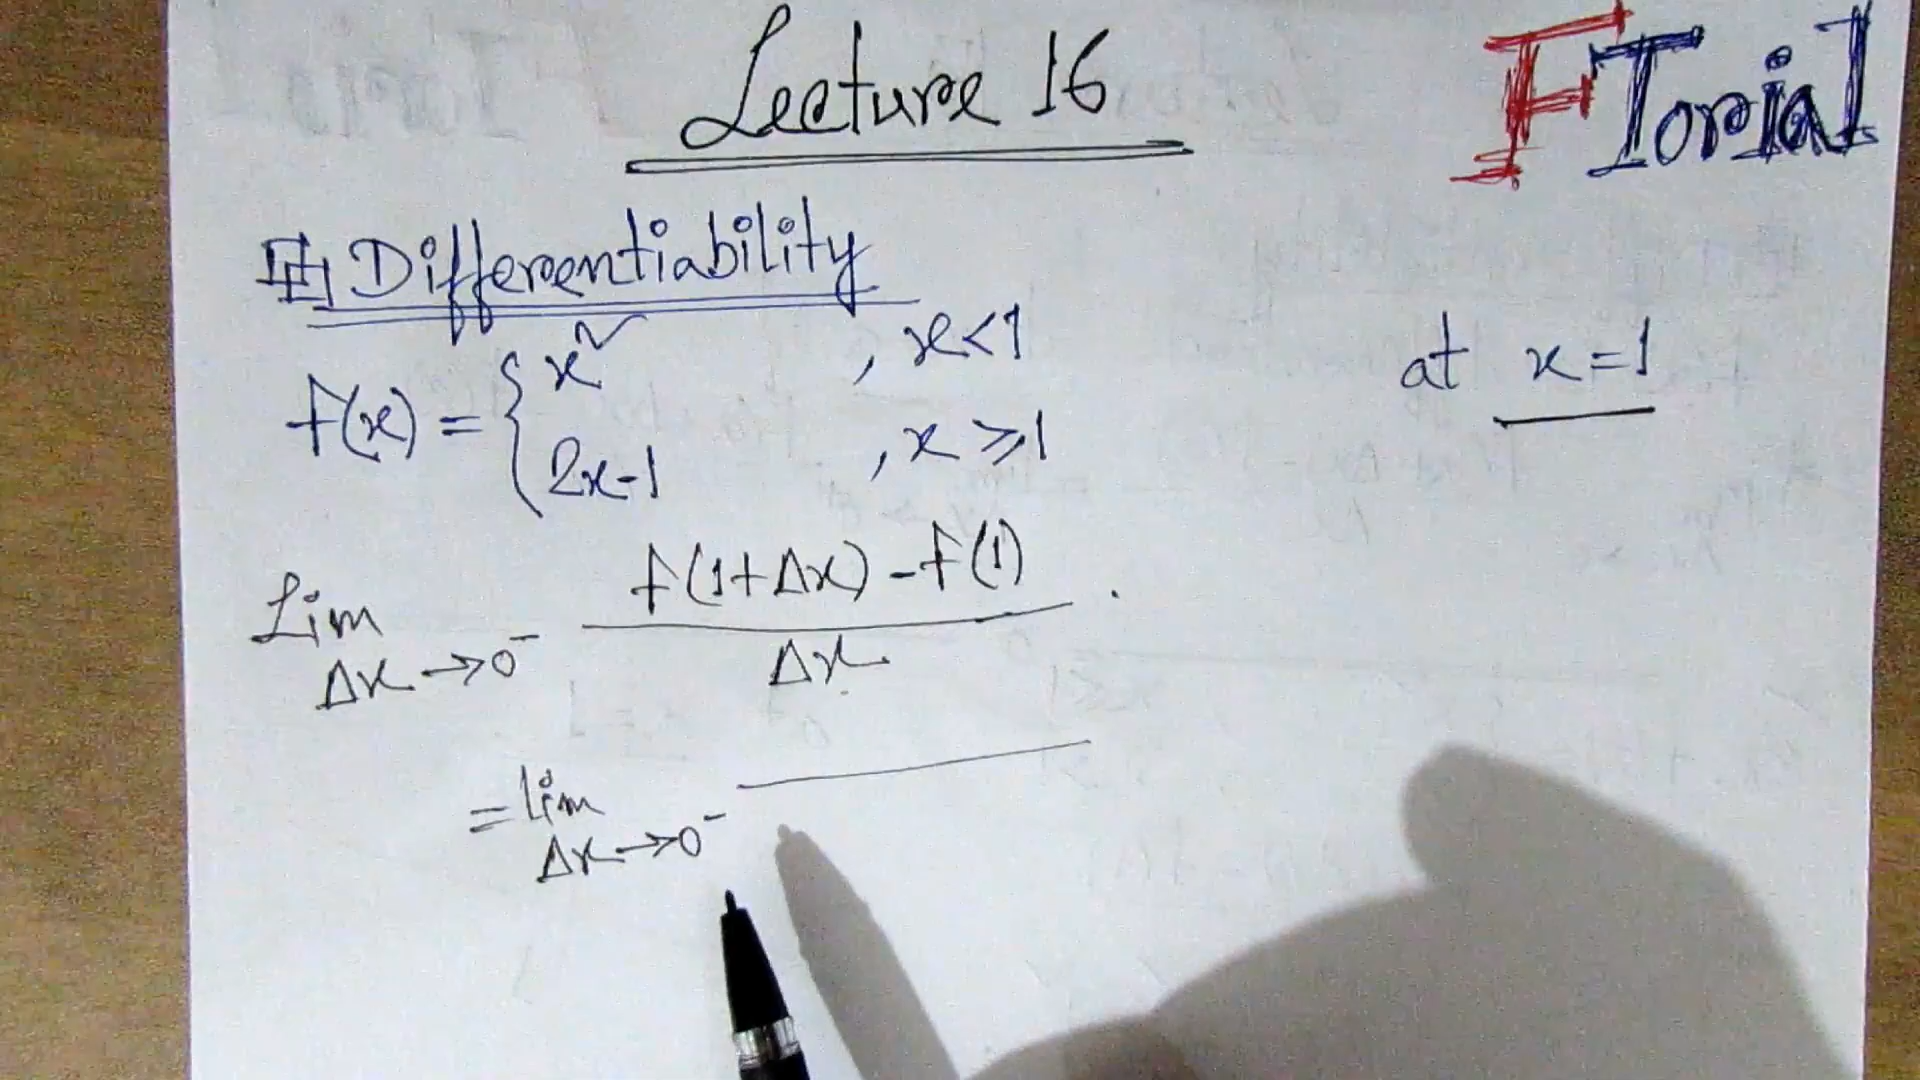 Lecture 16
FTorial
Differentiability
f(x) = { x² , x<1
2x-1 , x ≥ 1
at x=1
Lim Δx→0⁻ f(1+Δx) - f(1) / Δx
= lim Δx→0⁻